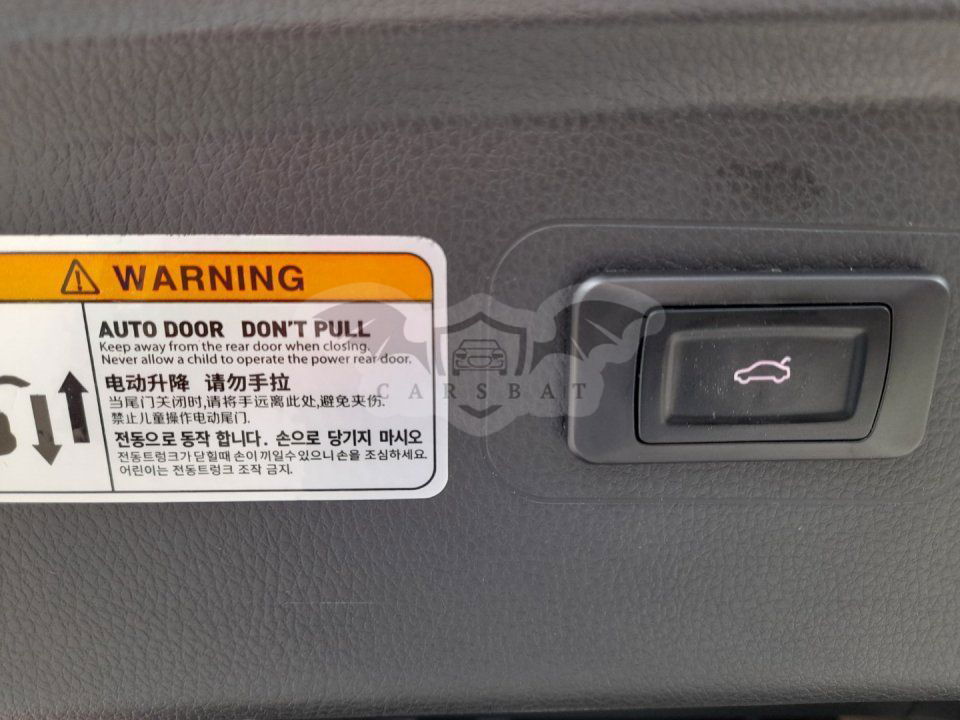 WARNING
AUTO DOOR DON'T PULL
Keep away from the rear door when closing.
Never allow a child to operate the power rear door.
电动升降 请勿手拉
当尾门关闭时,请将手远离此处,避免夹伤.
禁止儿童操作电动尾门.
전동으로 동작 합니다. 손으로 당기지 마시오
전동트렁크가 닫힐때 손이 끼일수 있으니 손을 조심하세요.
어린이는 전동트렁크 조작 금지.
CARSBAT